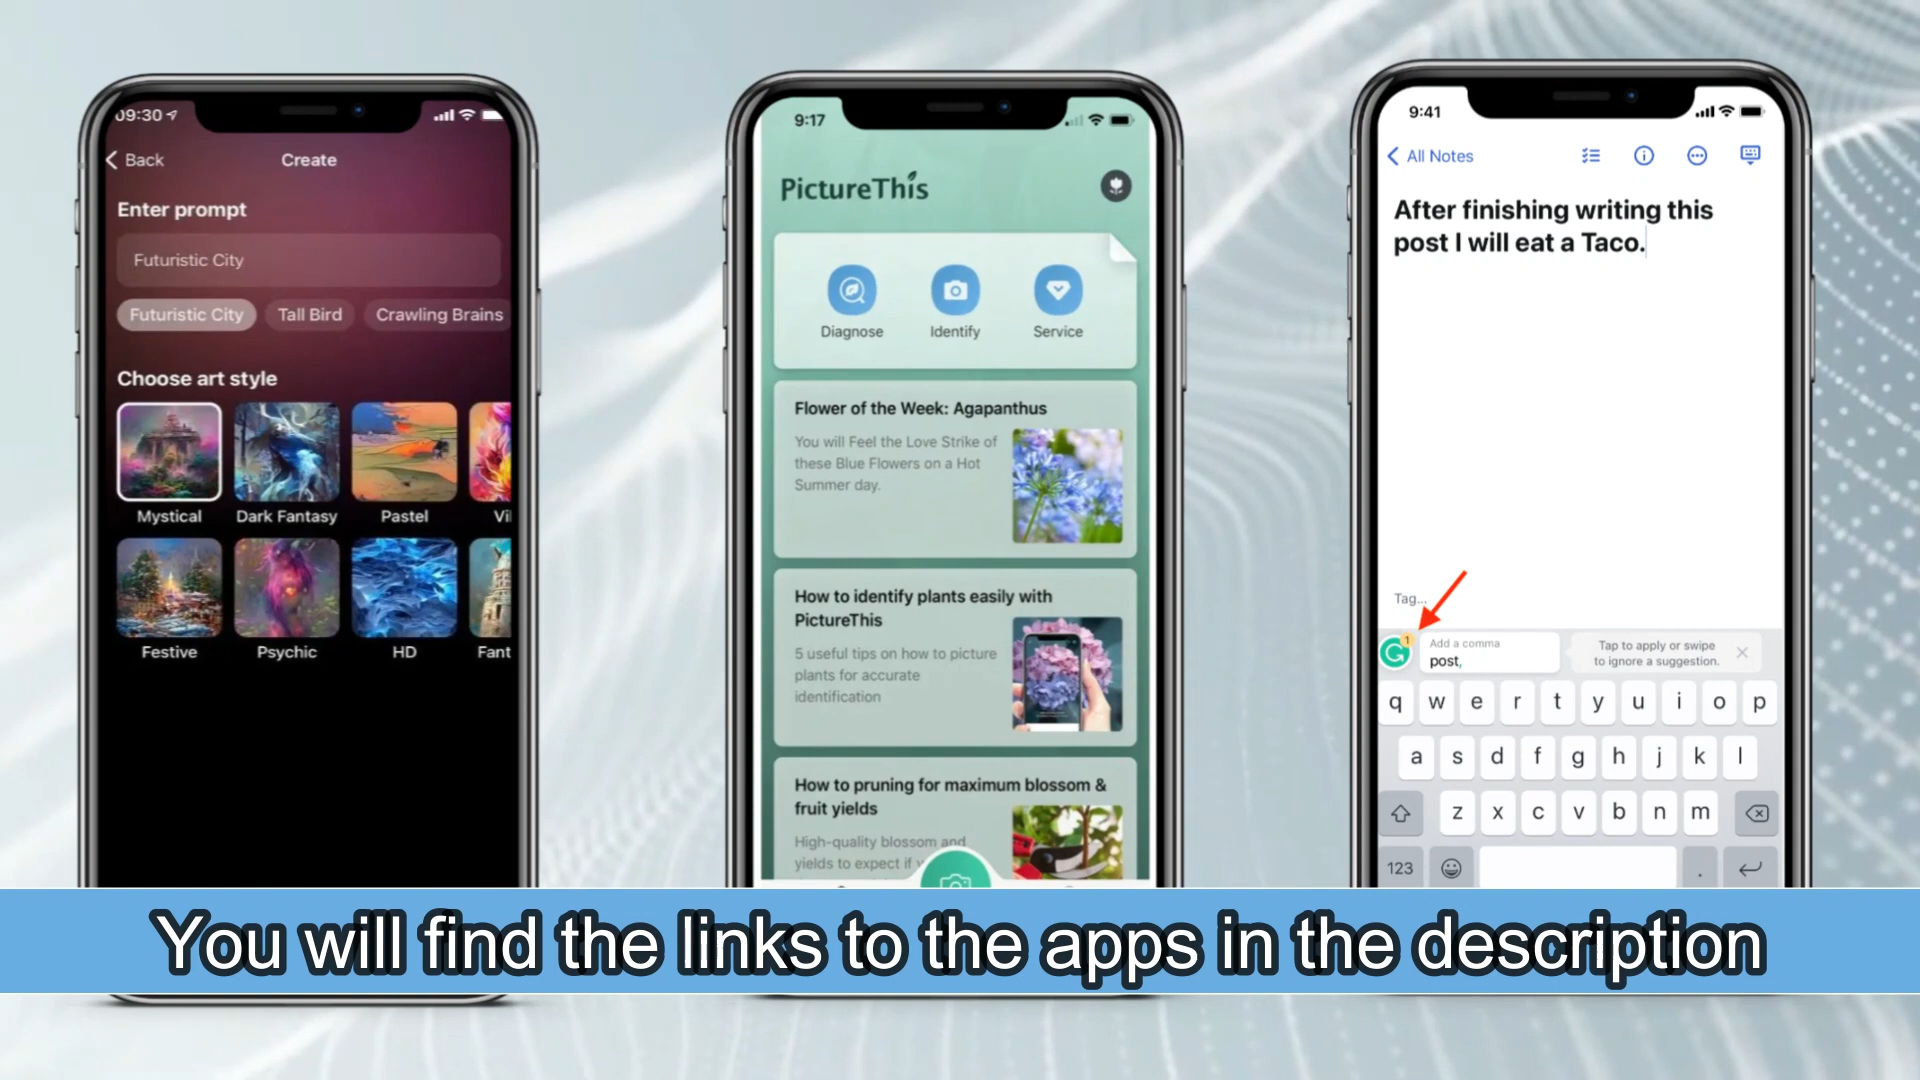 09:30
Back
Create
Enter prompt
Futuristic City
Futuristic City
Tall Bird
Crawling Brains
Choose art style
Mystical
Dark Fantasy
Pastel
Festive
Psychic
HD
Fant
9:17
PictureThis
Diagnose
Identify
Service
Flower of the Week: Agapanthus
You will Feel the Love Strike of
these Blue Flowers on a Hot
Summer day.
How to identify plants easily with
PictureThis
5 useful tips on how to picture
plants for accurate
identification
How to pruning for maximum blossom &
fruit yields
High-quality blossom and
yields to expect if
9:41
All Notes
After finishing writing this
post I will eat a Taco.
Tag...
1
Add a comma
post,
Tap to apply or swipe
to ignore a suggestion.
q w e r t y u i o p
a s d f g h j k l
z x c v b n m
123
.
You will find the links to the apps in the description